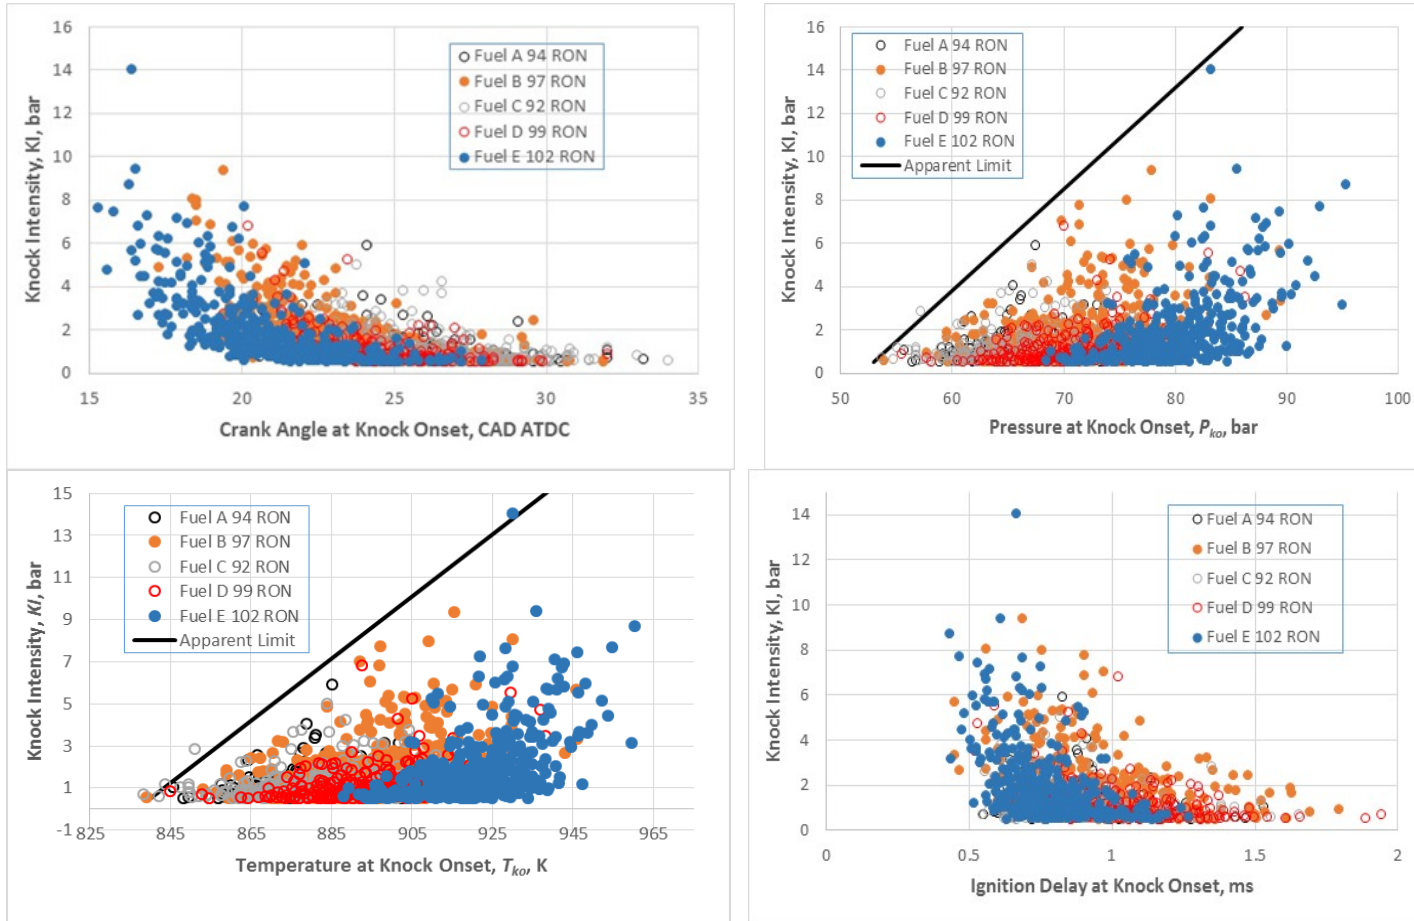 16
14
12
10
8
6
4
2
0
Knock Intensity, KI, bar
Fuel A 94 RON
Fuel B 97 RON
Fuel C 92 RON
Fuel D 99 RON
Fuel E 102 RON
15 20 25 30 35
Crank Angle at Knock Onset, CAD ATDC
16
14
12
10
8
6
4
2
0
Knock Intensity, KI, bar
Fuel A 94 RON
Fuel B 97 RON
Fuel C 92 RON
Fuel D 99 RON
Fuel E 102 RON
Apparent Limit
50 60 70 80 90 100
Pressure at Knock Onset, Pko, bar
15
13
11
9
7
5
3
1
-1
Knock Intensity, KI, bar
Fuel A 94 RON
Fuel B 97 RON
Fuel C 92 RON
Fuel D 99 RON
Fuel E 102 RON
Apparent Limit
825 845 865 885 905 925 945 965
Temperature at Knock Onset, Tko, K
14
12
10
8
6
4
2
0
Knock Intensity, KI, bar
Fuel A 94 RON
Fuel B 97 RON
Fuel C 92 RON
Fuel D 99 RON
Fuel E 102 RON
0 0.5 1 1.5 2
Ignition Delay at Knock Onset, ms